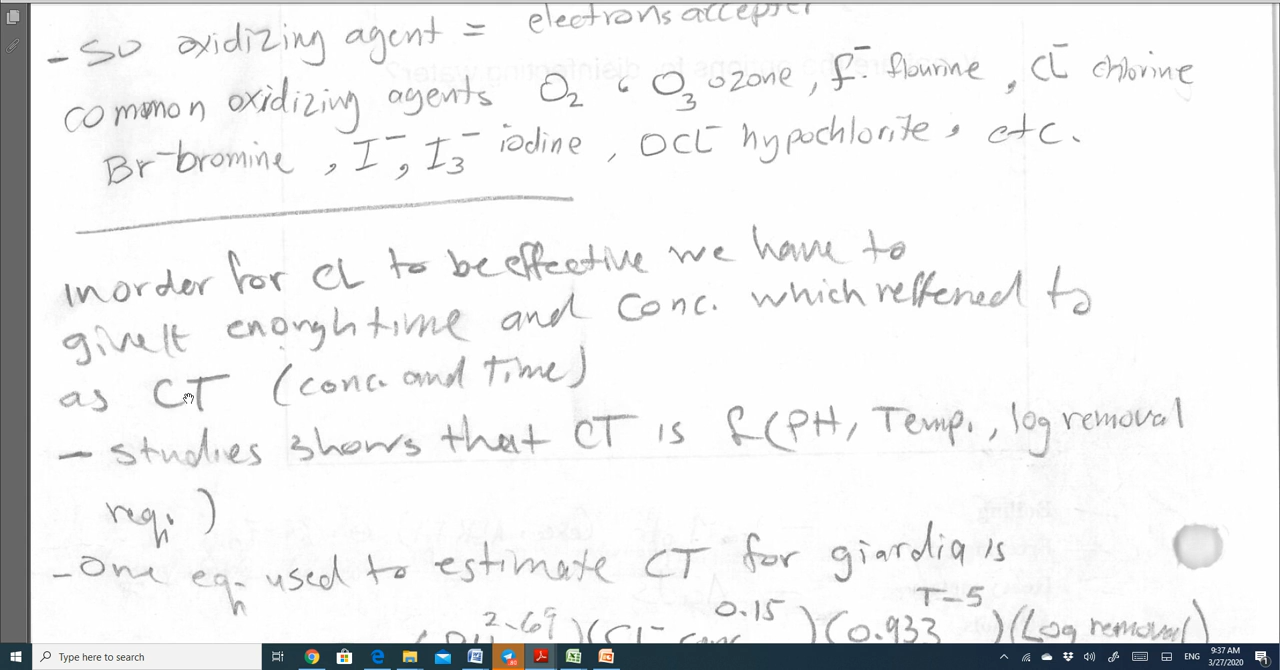 - So oxidizing agent = electrons accepter
common oxidizing agents O2 , O3 ozone, f- flourine , Cl- chlorine
Br- bromine , I-, I3- iodine , OCl- hypochlorite , etc.
inorder for CL to be effective we have to
give It enough time and conc. which reffened to
as CT (conc. and Time)
- studies shows that CT is f(PH, Temp., log removal
req. )
- One eq. used to estimate CT for giardia is
2.69 )( 0.15 )(0.933 T-5 )(Log removal)
Type here to search
ENG
9:37 AM
3/27/2020